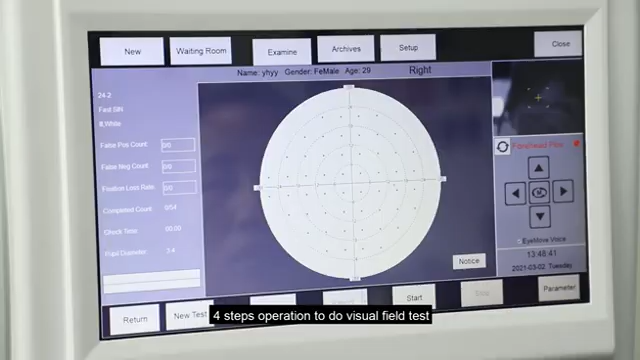 New
Waiting Room
Examine
Archives
Setup
Close
Name: yhyy Gender: FeMale Age: 29
Right
24.2
Fast SIN
II,White
False Pos Count 0/0
False Neg Count 0/0
Fixation Loss Rate 0/0
Completed Count 0/54
Check Time 00:00
Pupil Diameter 3.4
EyeMove Voice
13:48:41
2021-03-02 Tuesday
Notice
Return
New Test
Start
Stop
Parameter
4 steps operation to do visual field test